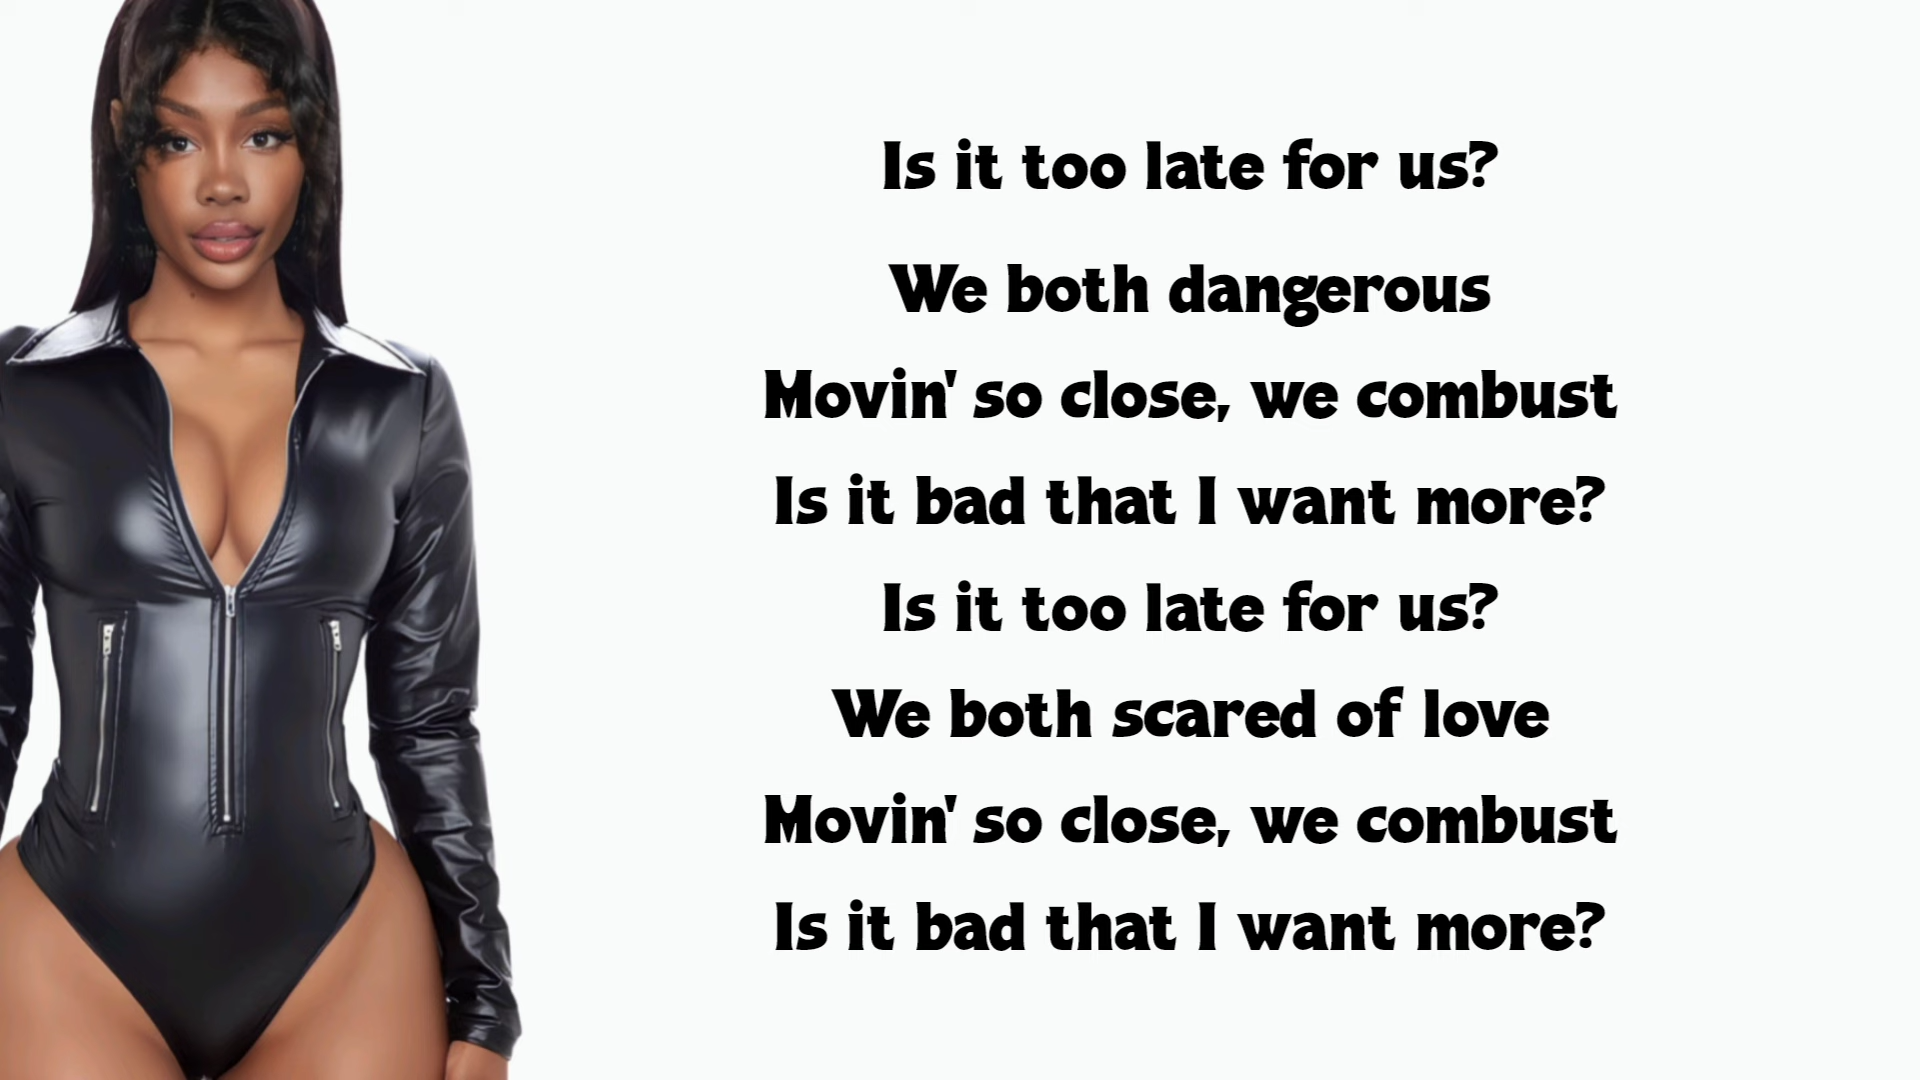 Is it too late for us?
We both dangerous
Movin' so close, we combust
Is it bad that I want more?
Is it too late for us?
We both scared of love
Movin' so close, we combust
Is it bad that I want more?